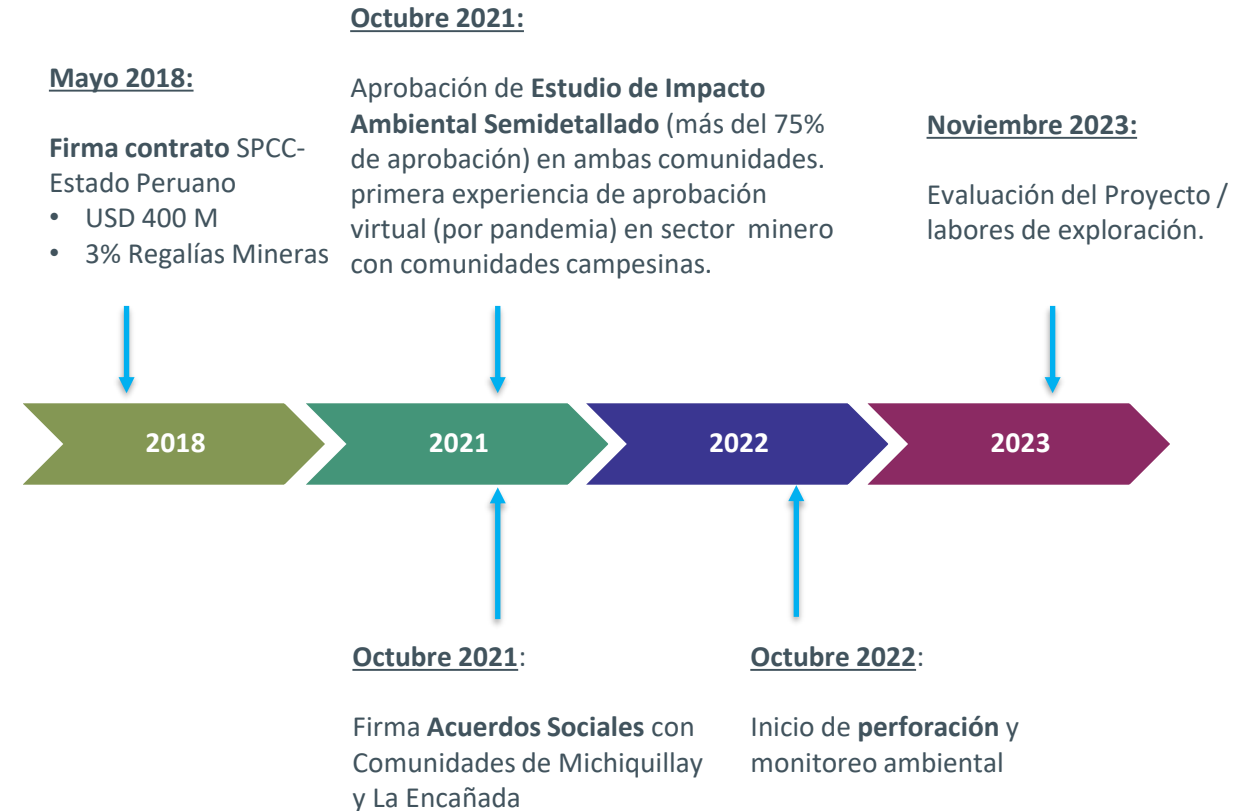 Mayo 2018:
Firma contrato SPCC-
Estado Peruano
• USD 400 M
• 3% Regalías Mineras
Octubre 2021:
Aprobación de Estudio de Impacto
Ambiental Semidetallado (más del 75%
de aprobación) en ambas comunidades.
primera experiencia de aprobación
virtual (por pandemia) en sector minero
con comunidades campesinas.
Noviembre 2023:
Evaluación del Proyecto /
labores de exploración.
2018
2021
2022
2023
Octubre 2021:
Firma Acuerdos Sociales con
Comunidades de Michiquillay
y La Encañada
Octubre 2022:
Inicio de perforación y
monitoreo ambiental